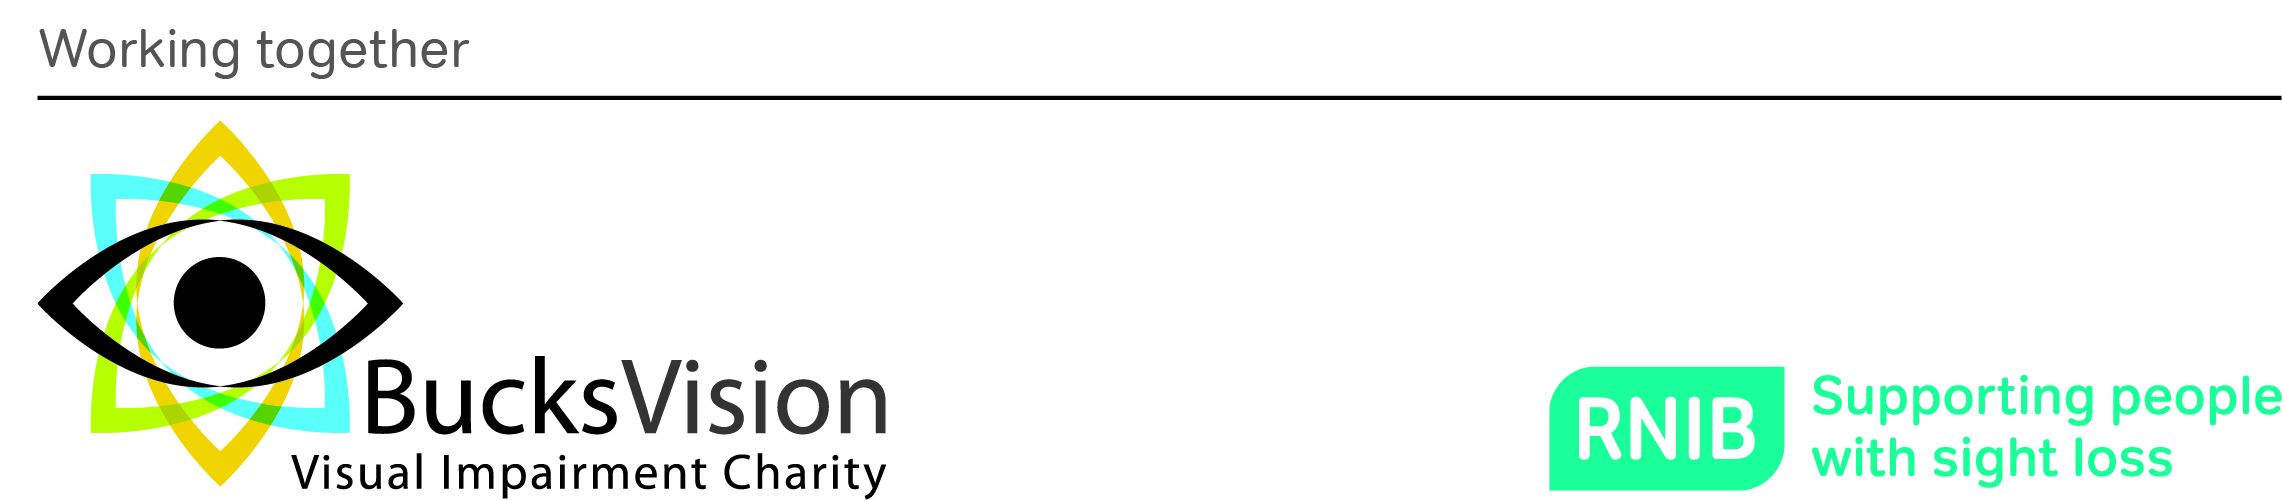 Working together
BucksVision
Visual Impairment Charity
RNIB
Supporting people
with sight loss